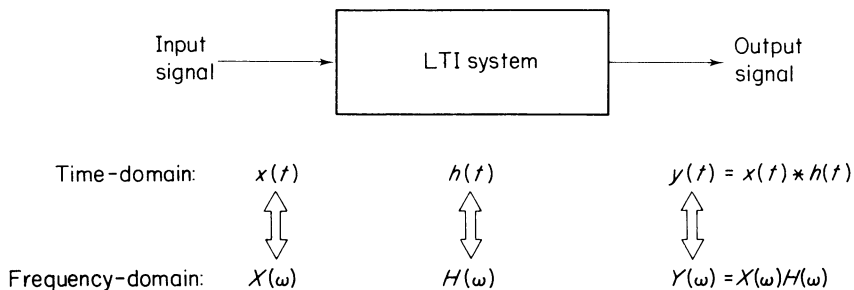 Input signal
LTI system
Output signal
Time-domain: x(t) h(t) y(t) = x(t) * h(t)
Frequency-domain: X(ω) H(ω) Y(ω) = X(ω)H(ω)